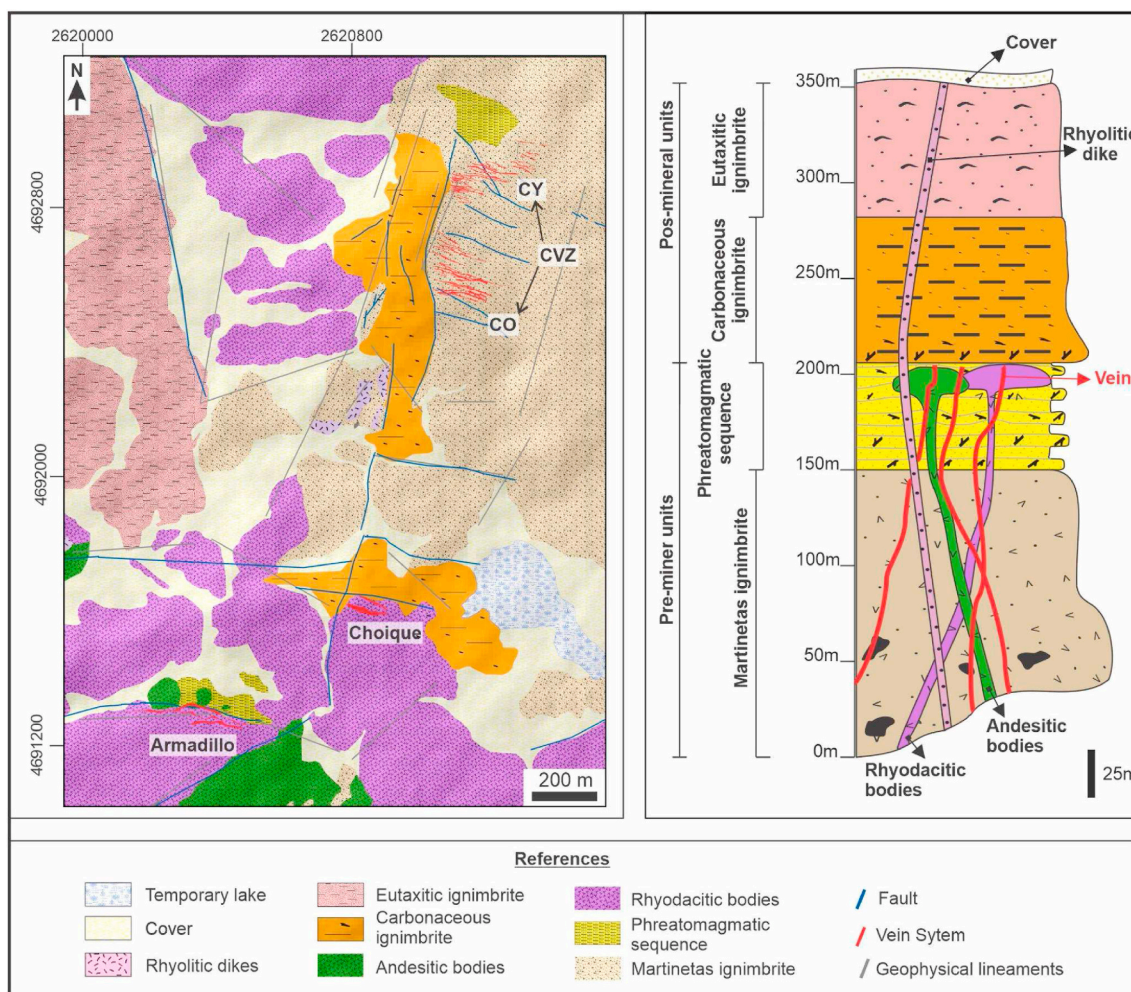 2620000
2620800
N
4692800
4692000
4691200
CY
CVZ
CO
Choique
Armadillo
200 m
Cover
350m
300m
250m
200m
150m
100m
50m
0m
Pos-mineral units
Pre-miner units
Eutaxitic
ignimbrite
Carbonaceous
ignimbrite
Phreatomagmatic
sequence
Martinetas ignimbrite
Rhyolitic
dike
Vein
Andesitic
bodies
Rhyodacitic
bodies
25m
References
Temporary lake
Cover
Rhyolitic dikes
Eutaxitic ignimbrite
Carbonaceous
ignimbrite
Andesitic bodies
Rhyodacitic bodies
Phreatomagmatic
sequence
Martinetas ignimbrite
Fault
Vein Sytem
Geophysical lineaments